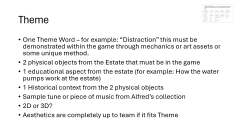 Theme
• One Theme Word – for example: "Distraction" this must be
demonstrated within the game through mechanics or art assets or
some unique method.
• 2 physical objects from the Estate that must be in the game
• 1 educational aspect from the estate (for example: How the water
pumps work at the estate)
• 1 Historical context from the 2 physical objects
• Sample tune or piece of music from Alfred's collection
• 2D or 3D?
• Aesthetics are completely up to team if it fits Theme